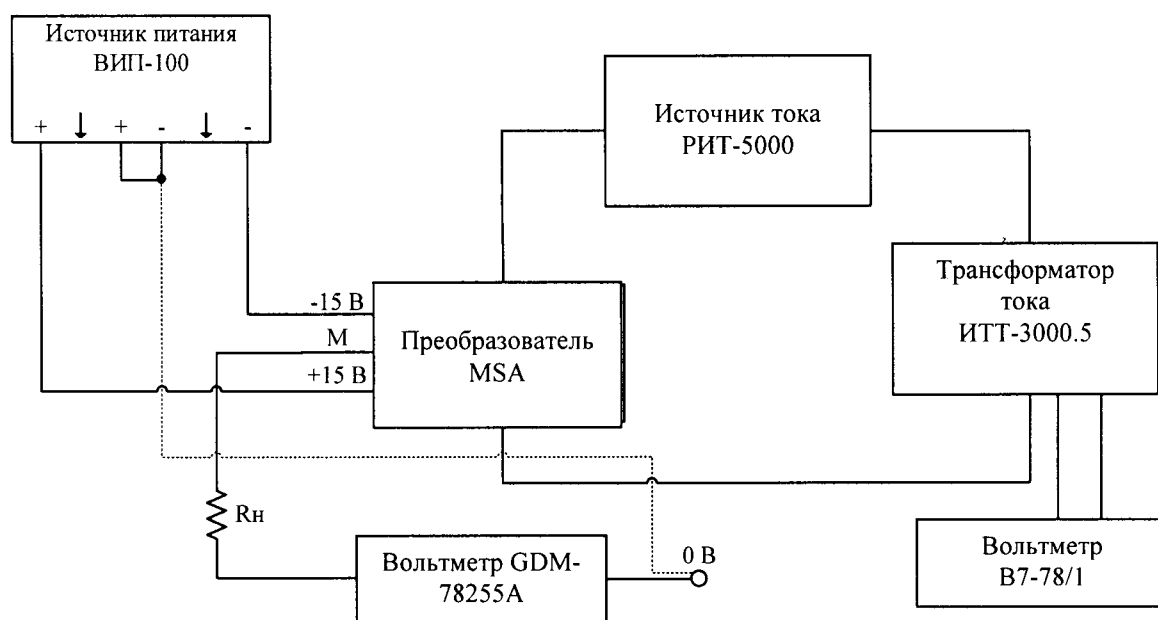 Источник питания
ВИП-100
+ + - -
Источник тока
РИТ-5000
Трансформатор
тока
ИТТ-3000.5
-15 В
М
+15 В
Преобразователь
MSA
Rн
Вольтметр GDM-
78255А
0 В
Вольтметр
В7-78/1